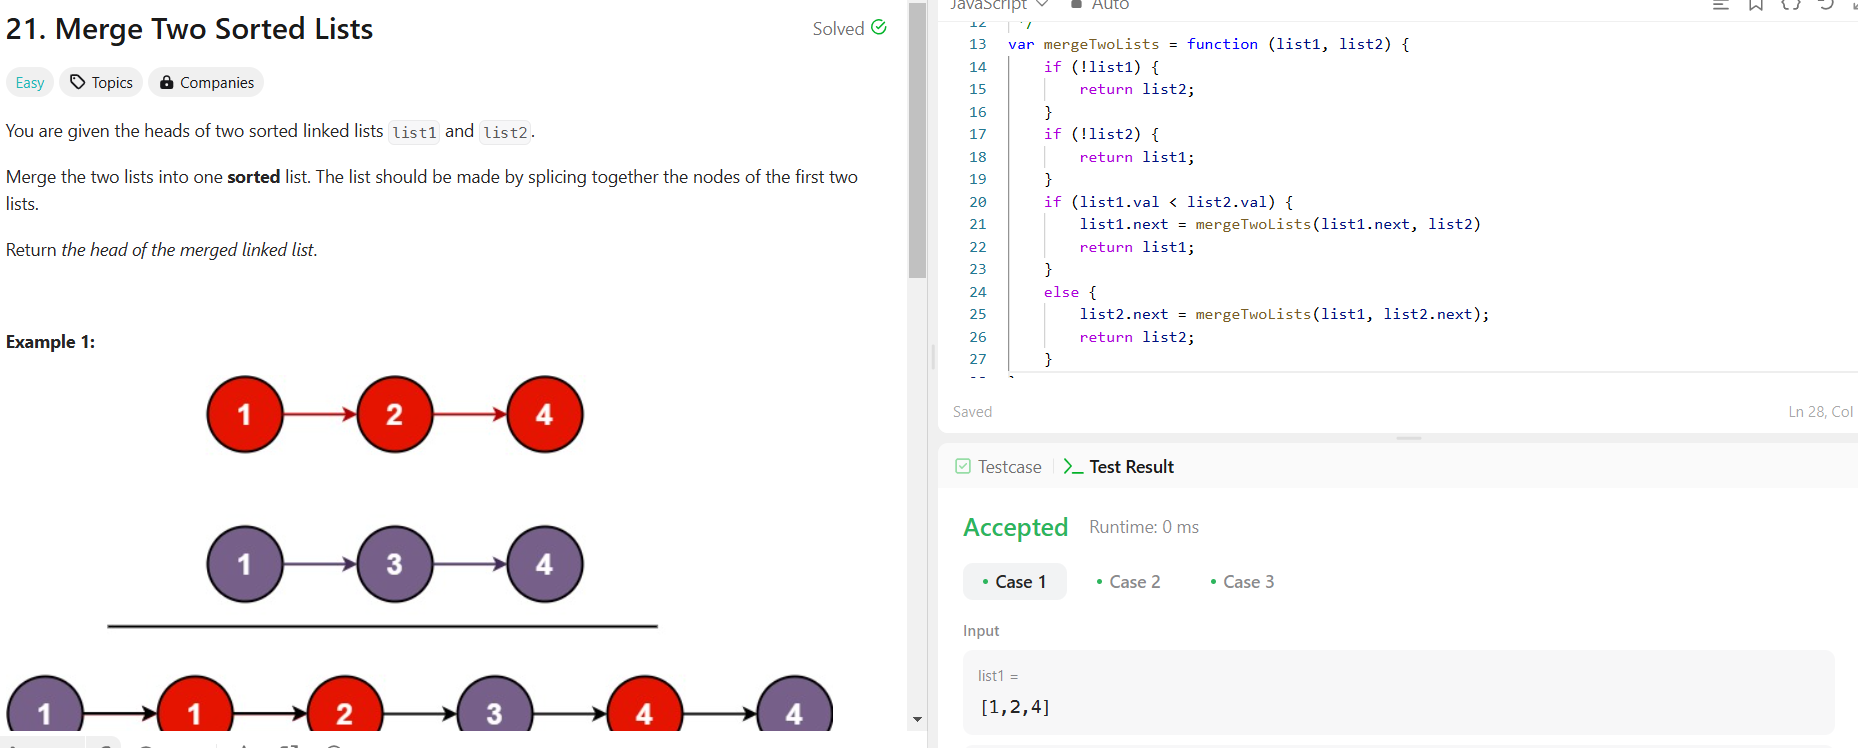 21. Merge Two Sorted Lists
Solved
Easy
Topics
Companies
You are given the heads of two sorted linked lists list1 and list2.
Merge the two lists into one sorted list. The list should be made by splicing together the nodes of the first two
lists.
Return the head of the merged linked list.
Example 1:
1 2 4
1 3 4
1 1 2 3 4 4
JavaScript Auto
12 */
13 var mergeTwoLists = function (list1, list2) {
14 if (!list1) {
15 return list2;
16 }
17 if (!list2) {
18 return list1;
19 }
20 if (list1.val < list2.val) {
21 list1.next = mergeTwoLists(list1.next, list2)
22 return list1;
23 }
24 else {
25 list2.next = mergeTwoLists(list1, list2.next);
26 return list2;
27 }
Saved
Ln 28, Col
Testcase
Test Result
Accepted Runtime: 0 ms
• Case 1 • Case 2 • Case 3
Input
list1 =
[1,2,4]